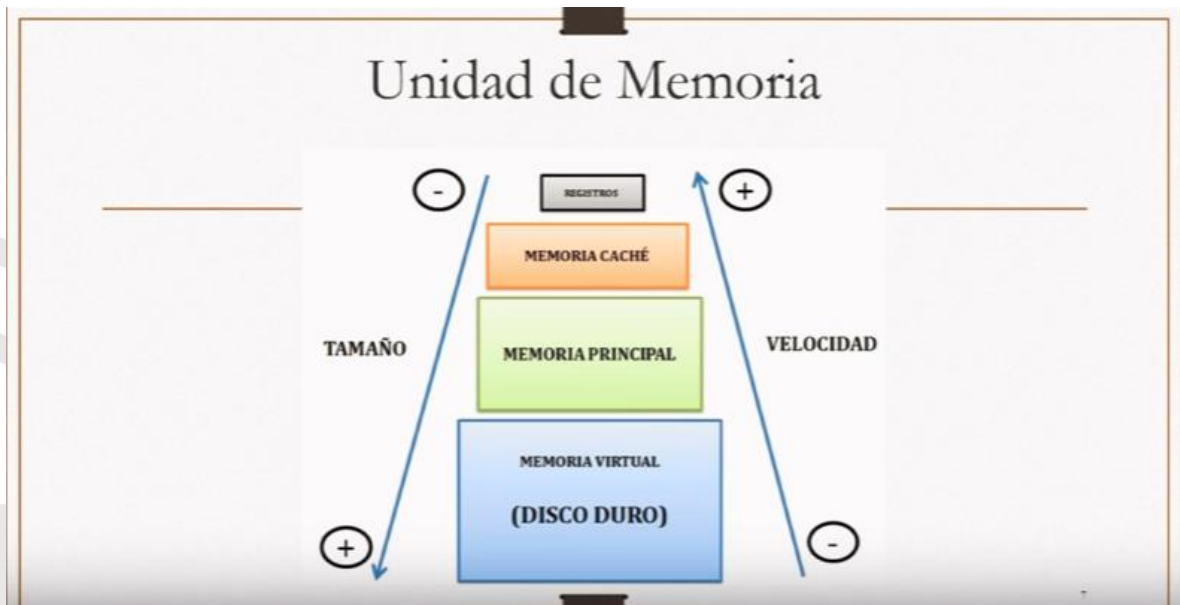 Unidad de Memoria
-
REGISTROS
+
MEMORIA CACHÉ
TAMAÑO
MEMORIA PRINCIPAL
VELOCIDAD
MEMORIA VIRTUAL
(DISCO DURO)
+
-